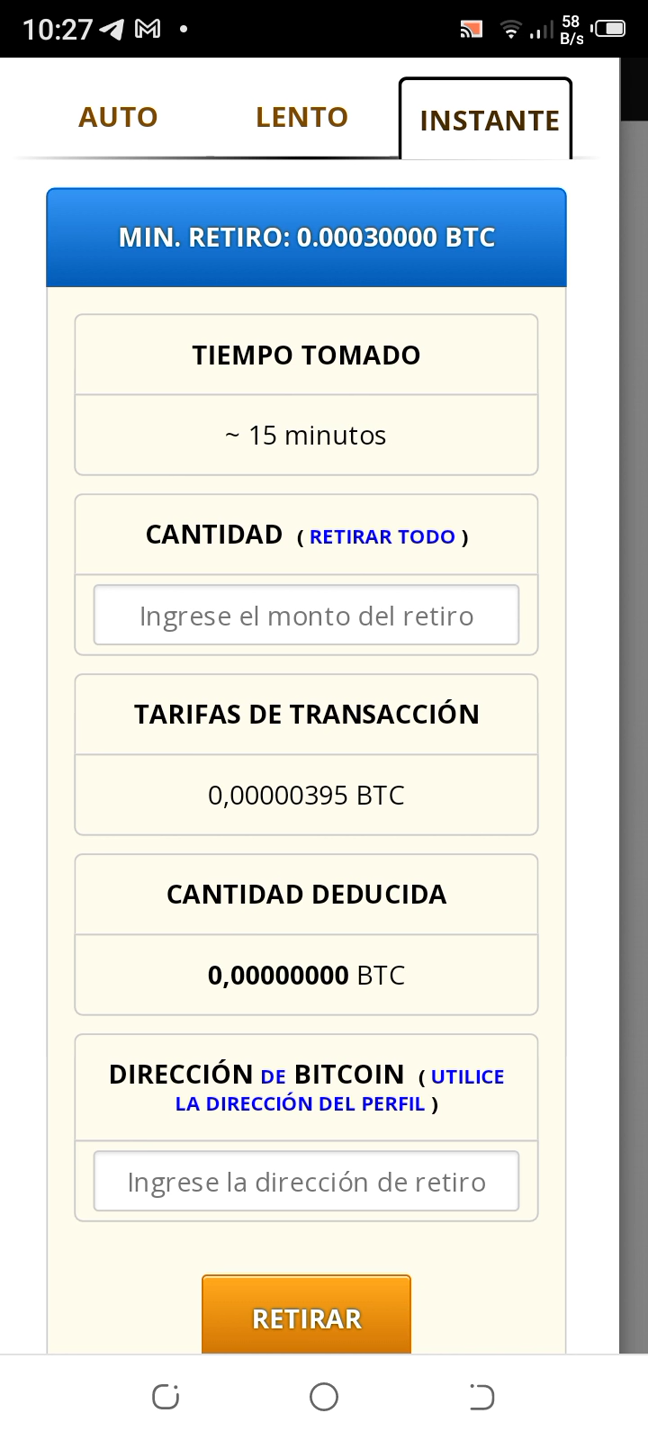 10:27
58
B/s
AUTO
LENTO
INSTANTE
MIN. RETIRO: 0.00030000 BTC
TIEMPO TOMADO
~ 15 minutos
CANTIDAD ( RETIRAR TODO )
Ingrese el monto del retiro
TARIFAS DE TRANSACCIÓN
0,00000395 BTC
CANTIDAD DEDUCIDA
0,00000000 BTC
DIRECCIÓN DE BITCOIN ( UTILICE
LA DIRECCIÓN DEL PERFIL )
Ingrese la dirección de retiro
RETIRAR